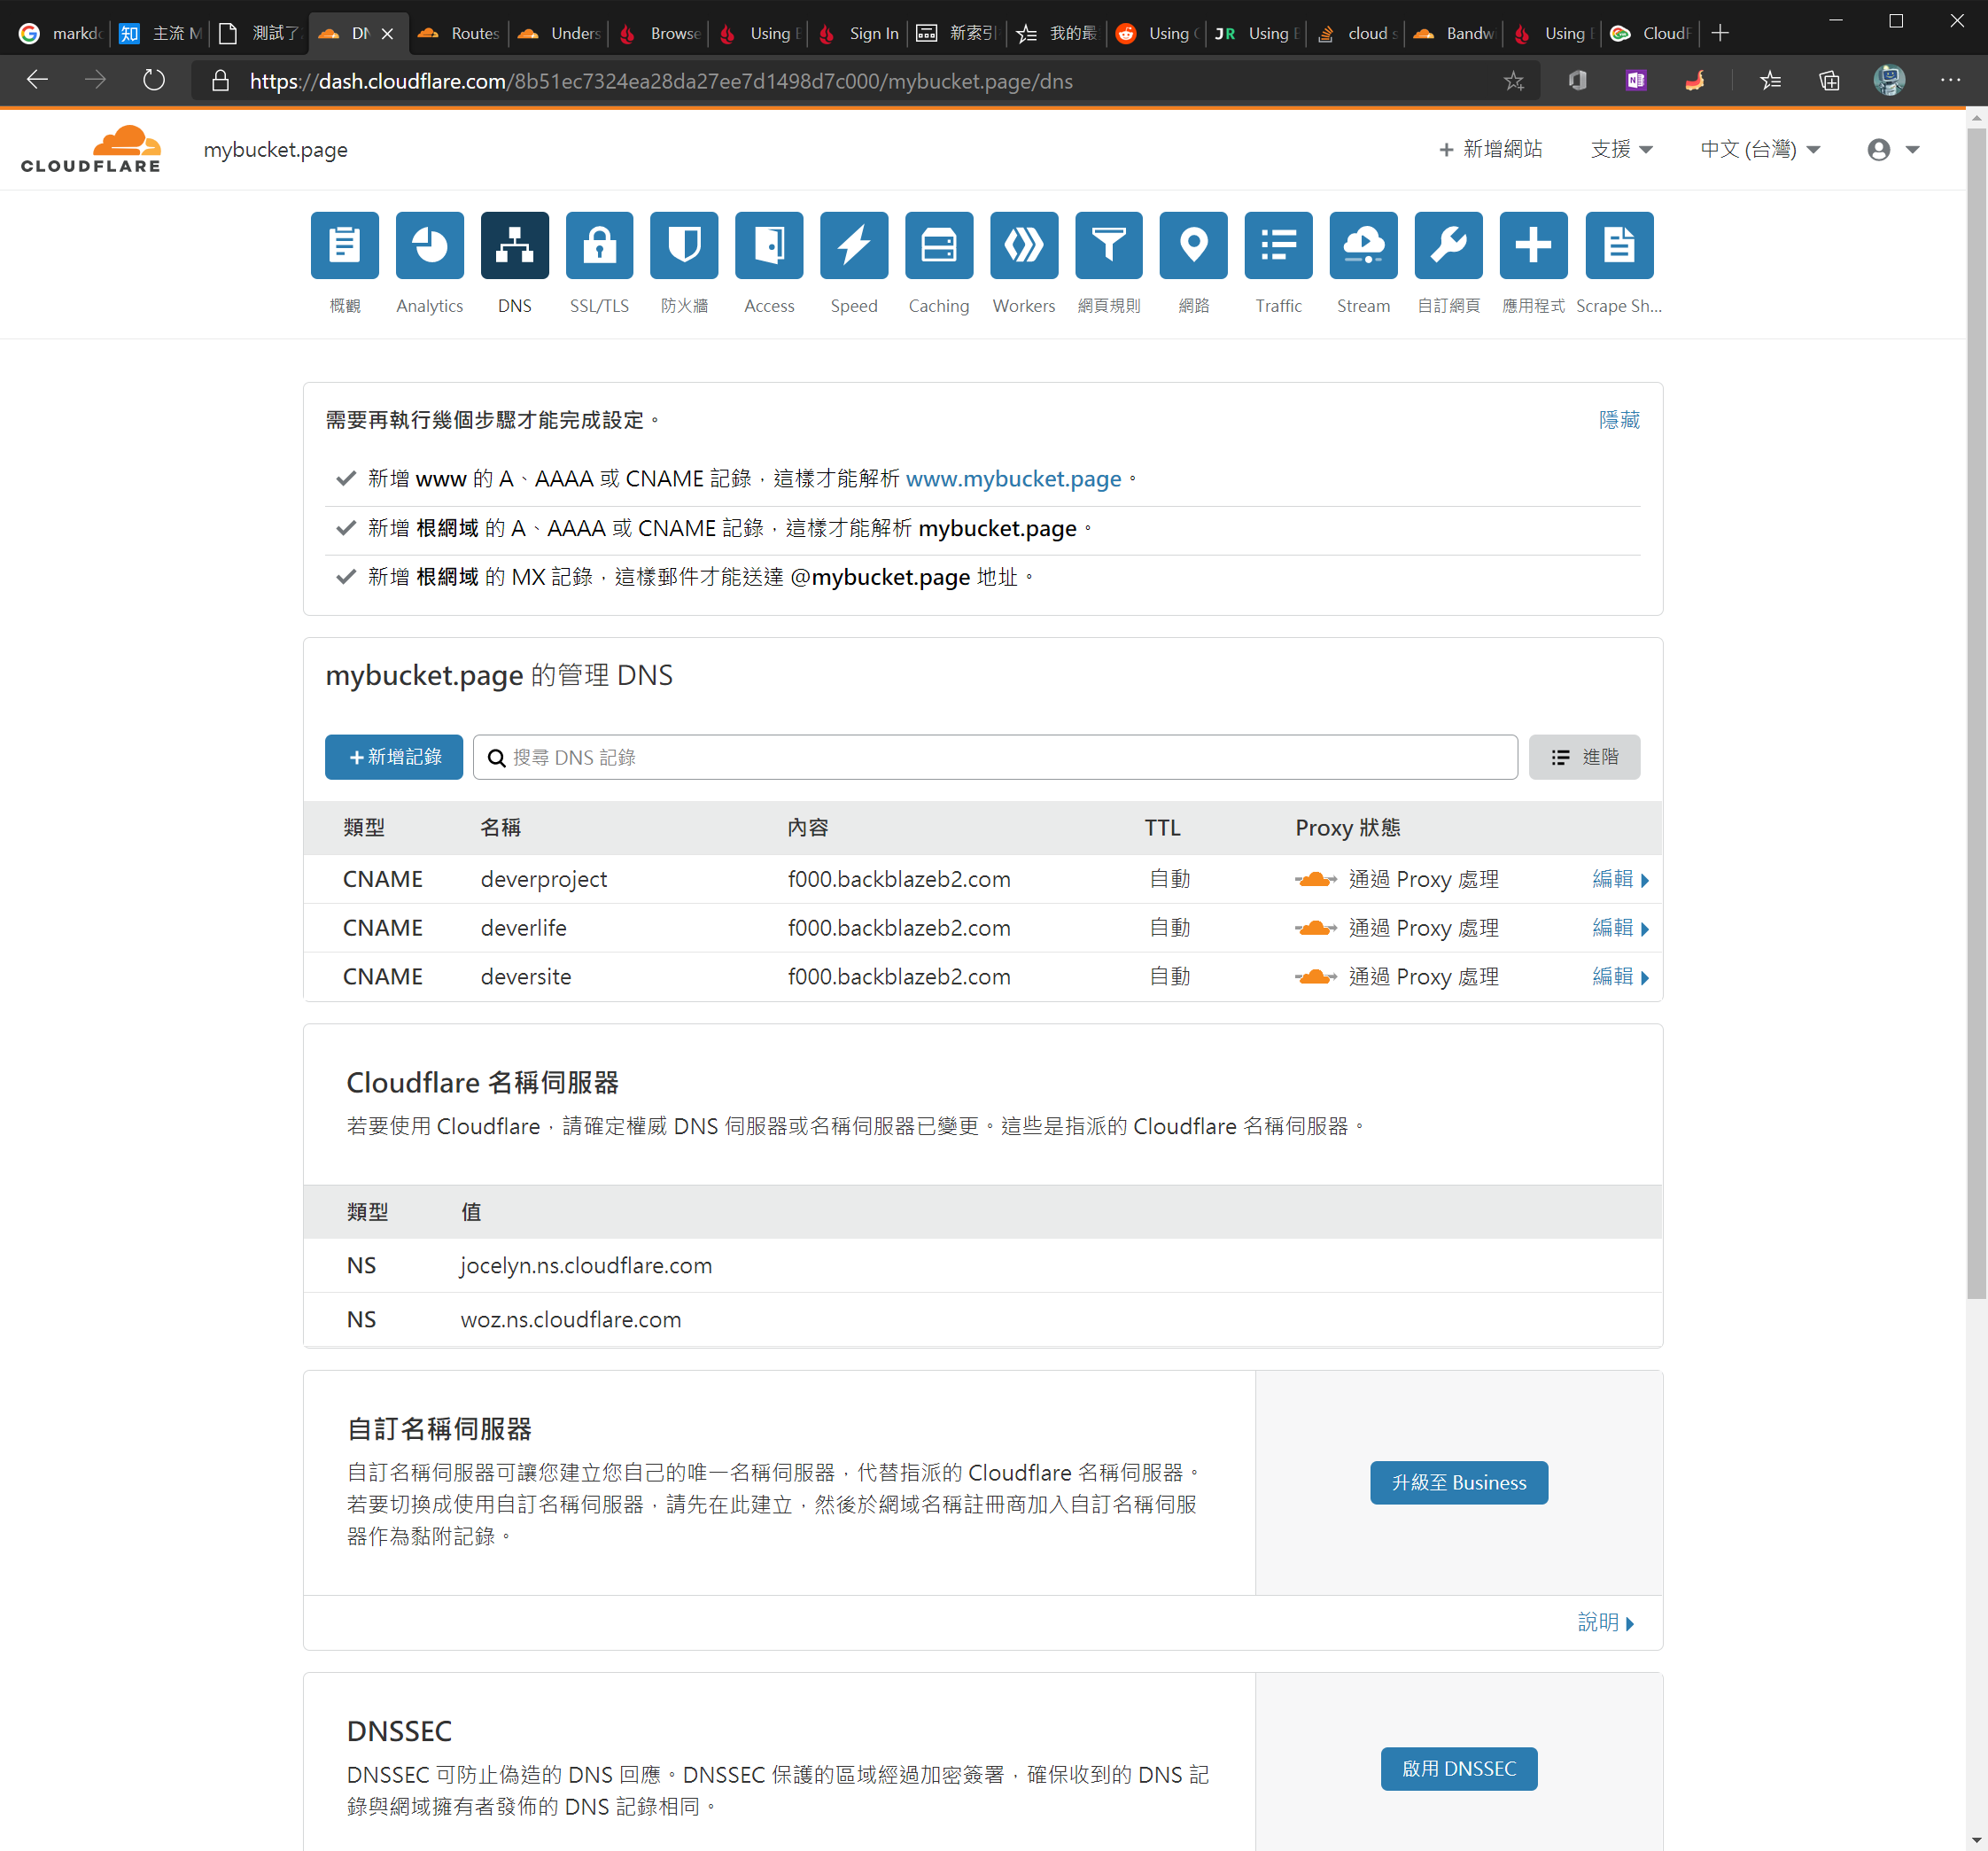 markdo
知 主流 M
測試了
DN
Routes
Unders
Browse
Using B
Sign In
新索引
我的最
Using C
JR Using B
cloud s
Bandw
Using B
CloudF
https://dash.cloudflare.com/8b51ec7324ea28da27ee7d1498d7c000/mybucket.page/dns
CLOUDFLARE
mybucket.page
+ 新增網站
支援
中文 (台灣)
概觀
Analytics
DNS
SSL/TLS
防火牆
Access
Speed
Caching
Workers
網頁規則
網路
Traffic
Stream
自訂網頁
應用程式
Scrape Sh...
需要再執行幾個步驟才能完成設定。
隱藏
新增 www 的 A、AAAA 或 CNAME 記錄，這樣才能解析 www.mybucket.page。
新增 根網域 的 A、AAAA 或 CNAME 記錄，這樣才能解析 mybucket.page。
新增 根網域 的 MX 記錄，這樣郵件才能送達 @mybucket.page 地址。
mybucket.page 的管理 DNS
+新增記錄
搜尋 DNS 記錄
進階
類型 名稱 內容 TTL Proxy 狀態
CNAME deverproject f000.backblazeb2.com 自動 通過 Proxy 處理 編輯
CNAME deverlife f000.backblazeb2.com 自動 通過 Proxy 處理 編輯
CNAME deversite f000.backblazeb2.com 自動 通過 Proxy 處理 編輯
Cloudflare 名稱伺服器
若要使用 Cloudflare，請確定權威 DNS 伺服器或名稱伺服器已變更。這些是指派的 Cloudflare 名稱伺服器。
類型 值
NS jocelyn.ns.cloudflare.com
NS woz.ns.cloudflare.com
自訂名稱伺服器
自訂名稱伺服器可讓您建立您自己的唯一名稱伺服器，代替指派的 Cloudflare 名稱伺服器。
若要切換成使用自訂名稱伺服器，請先在此建立，然後於網域名稱註冊商加入自訂名稱伺服
器作為黏附記錄。
升級至 Business
說明
DNSSEC
DNSSEC 可防止偽造的 DNS 回應。DNSSEC 保護的區域經過加密簽署，確保收到的 DNS 記
錄與網域擁有者發佈的 DNS 記錄相同。
啟用 DNSSEC